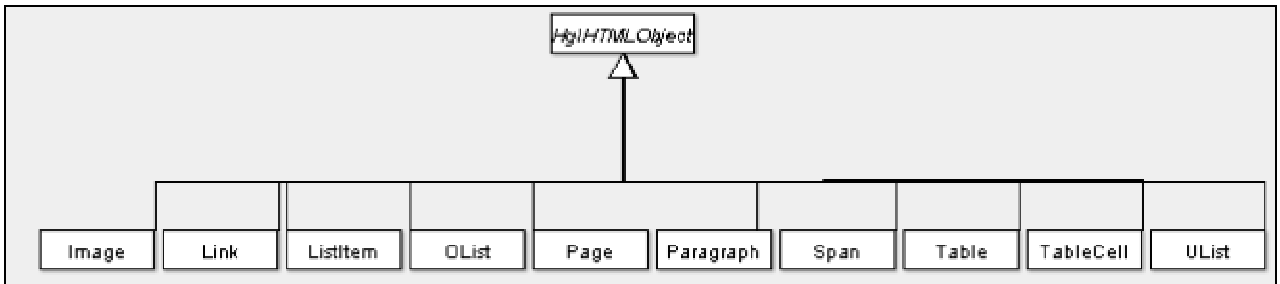 HglHTMLObject
Image Link ListItem OList Page Paragraph Span Table TableCell UList